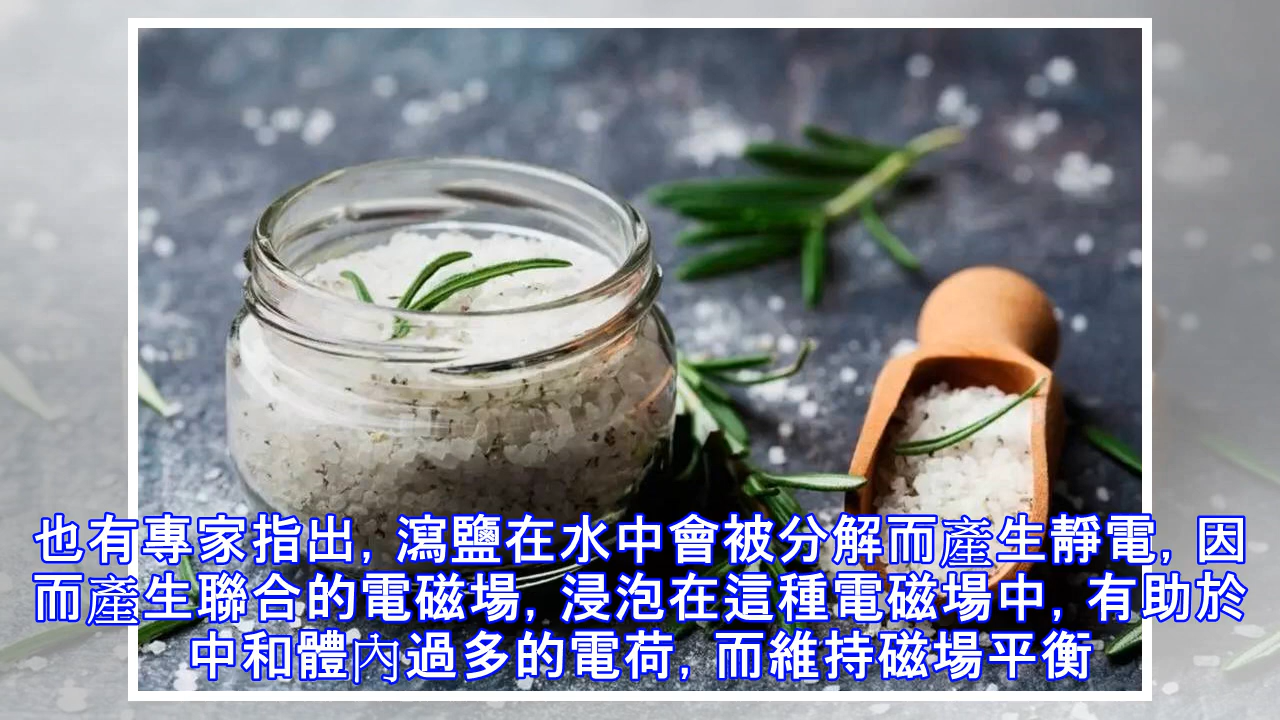 也有專家指出, 瀉鹽在水中會被分解而產生靜電, 因
而產生聯合的電磁場, 浸泡在這種電磁場中, 有助於
中和體內過多的電荷, 而維持磁場平衡